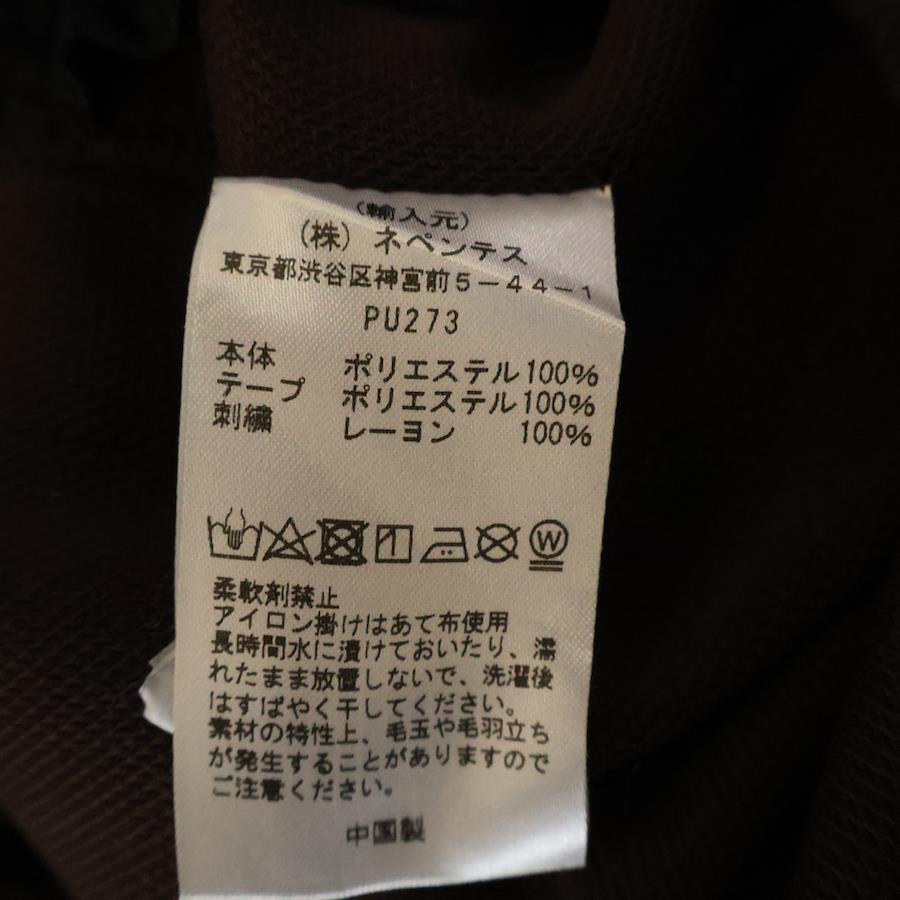 (輸入元)
(株) ネペンテス
東京都渋谷区神宮前5-44-1
PU273
本体 ポリエステル100%
テープ ポリエステル100%
刺繍 レーヨン 100%
W
柔軟剤禁止
アイロン掛けはあて布使用
長時間水に漬けておいたり、濡
れたまま放置しないで、洗濯後
はすばやく干してください。
素材の特性上、毛玉や毛羽立ち
が発生することがありますので
ご注意ください。
中国製